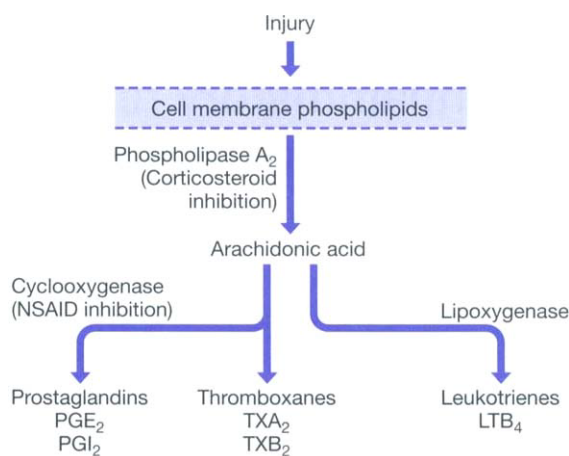 Injury
Cell membrane phospholipids
Phospholipase A₂
(Corticosteroid
inhibition)
Arachidonic acid
Cyclooxygenase
(NSAID inhibition)
Lipoxygenase
Prostaglandins
PGE₂
PGI₂
Thromboxanes
TXA₂
TXB₂
Leukotrienes
LTB₄